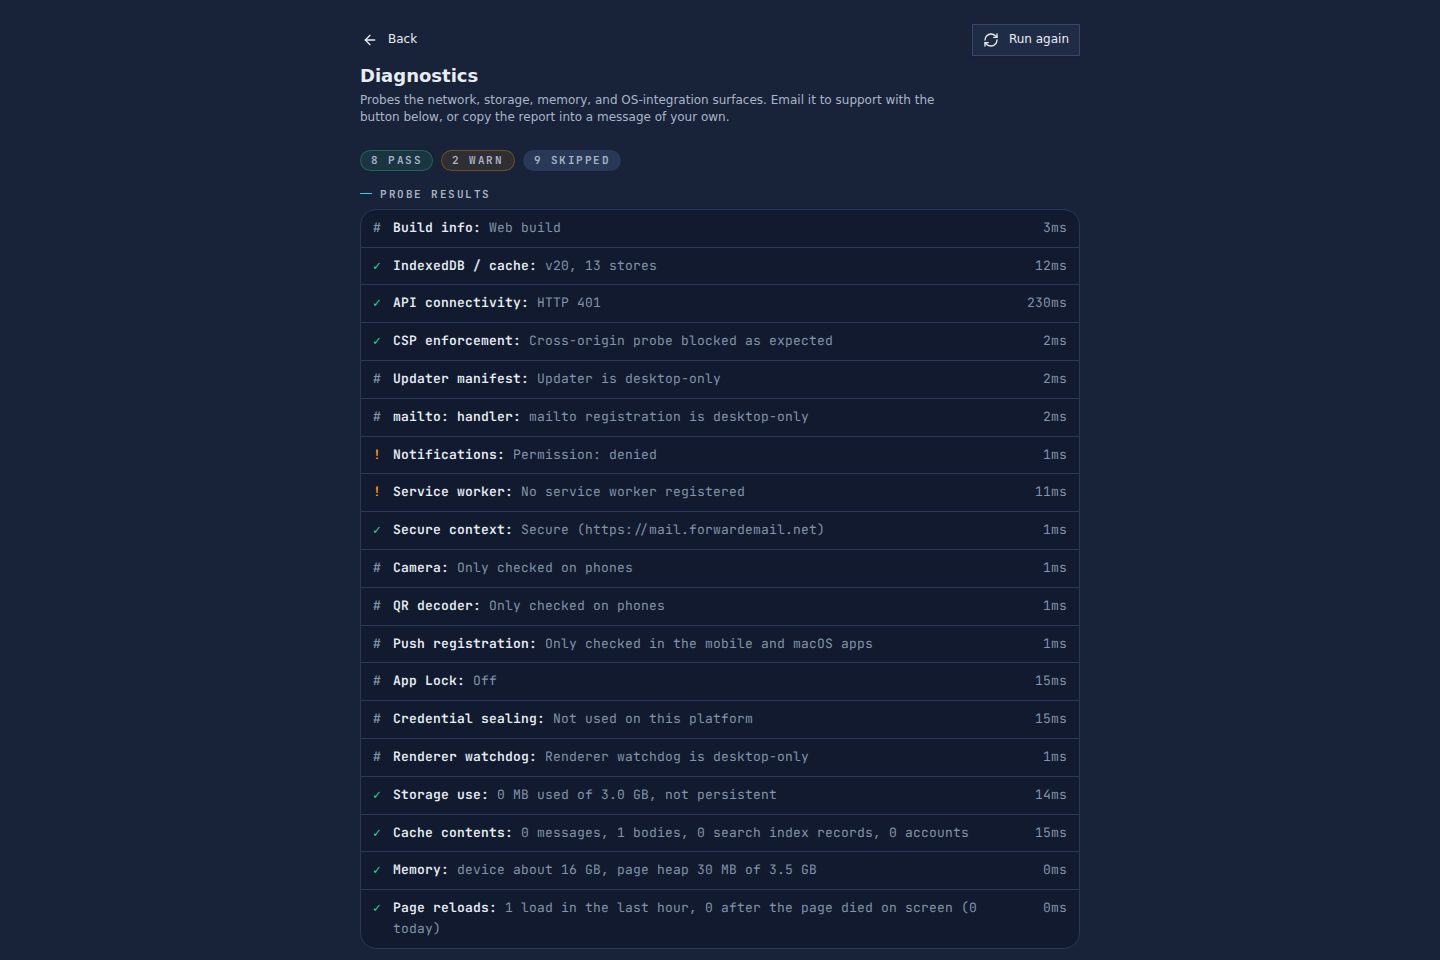 Back
Run again
Diagnostics
Probes the network, storage, memory, and OS-integration surfaces. Email it to support with the
button below, or copy the report into a message of your own.
8 PASS 2 WARN 9 SKIPPED
PROBE RESULTS
# Build info: Web build 3ms
✓ IndexedDB / cache: v20, 13 stores 12ms
✓ API connectivity: HTTP 401 230ms
✓ CSP enforcement: Cross-origin probe blocked as expected 2ms
# Updater manifest: Updater is desktop-only 2ms
# mailto: handler: mailto registration is desktop-only 2ms
! Notifications: Permission: denied 1ms
! Service worker: No service worker registered 11ms
✓ Secure context: Secure (https://mail.forwardemail.net) 1ms
# Camera: Only checked on phones 1ms
# QR decoder: Only checked on phones 1ms
# Push registration: Only checked in the mobile and macOS apps 1ms
# App Lock: Off 15ms
# Credential sealing: Not used on this platform 15ms
# Renderer watchdog: Renderer watchdog is desktop-only 1ms
✓ Storage use: 0 MB used of 3.0 GB, not persistent 14ms
✓ Cache contents: 0 messages, 1 bodies, 0 search index records, 0 accounts 15ms
✓ Memory: device about 16 GB, page heap 30 MB of 3.5 GB 0ms
✓ Page reloads: 1 load in the last hour, 0 after the page died on screen (0 0ms
today)